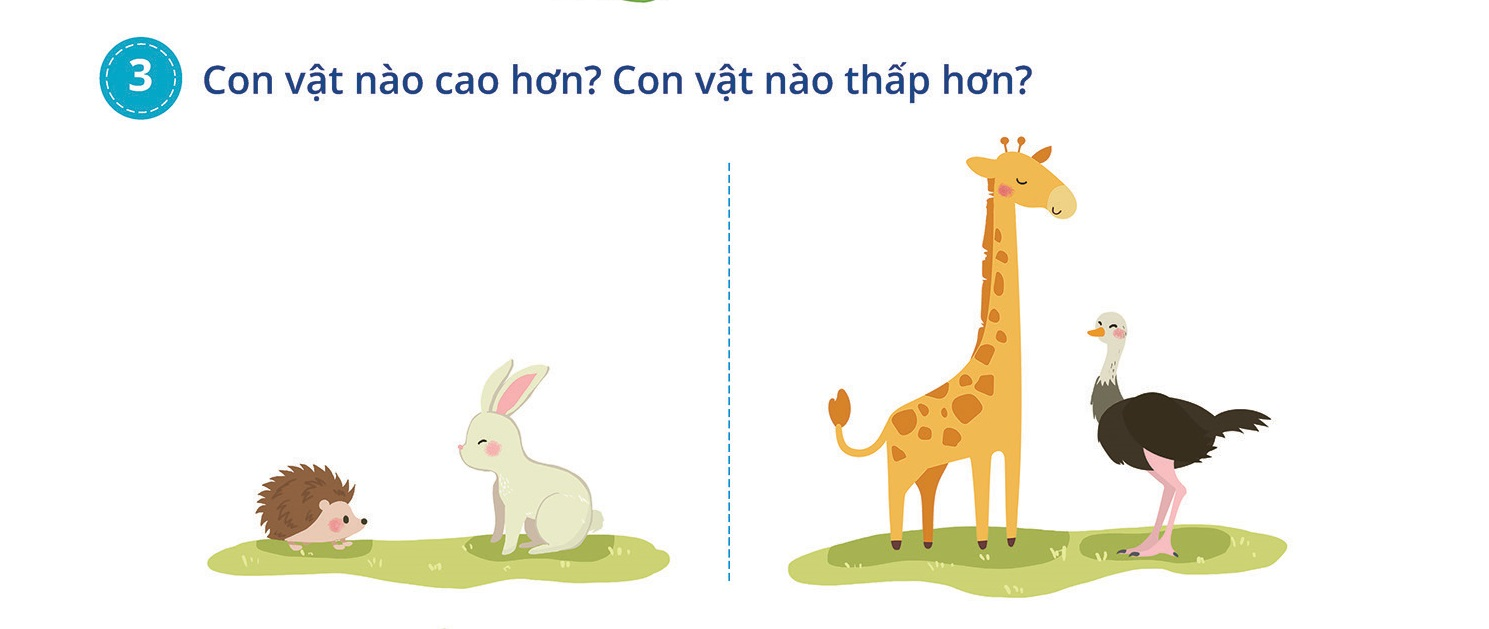 3 Con vật nào cao hơn? Con vật nào thấp hơn?